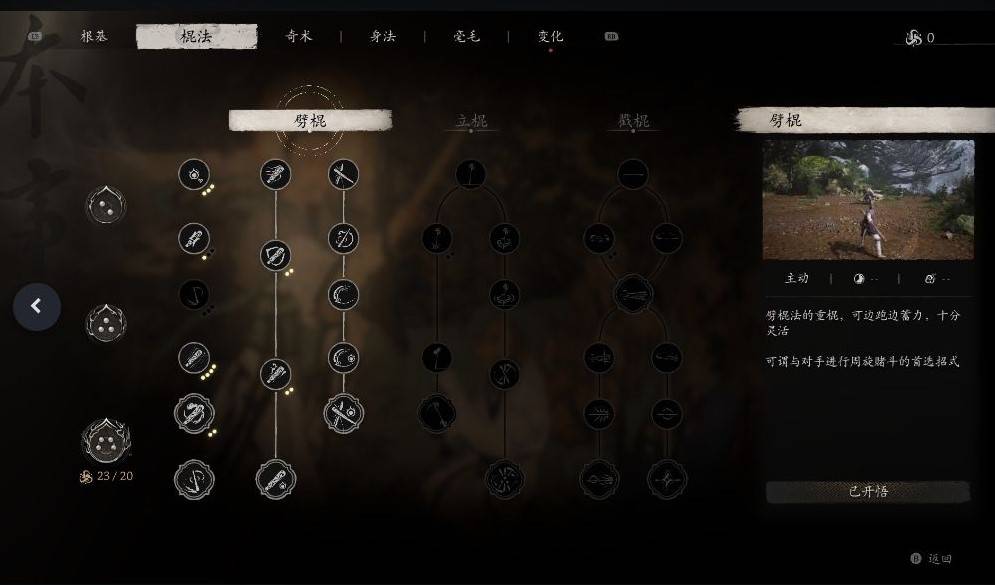 LB 根基 棍法 奇术 | 身法 | 毫毛 | 变化 RB
0
劈棍 立棍 戳棍
劈棍
主动 | -- | --
劈棍法的重棍，可边跑边蓄力，十分
灵活
可谓与对手进行周旋赌斗的首选招式
23/20
已开悟
B 返回